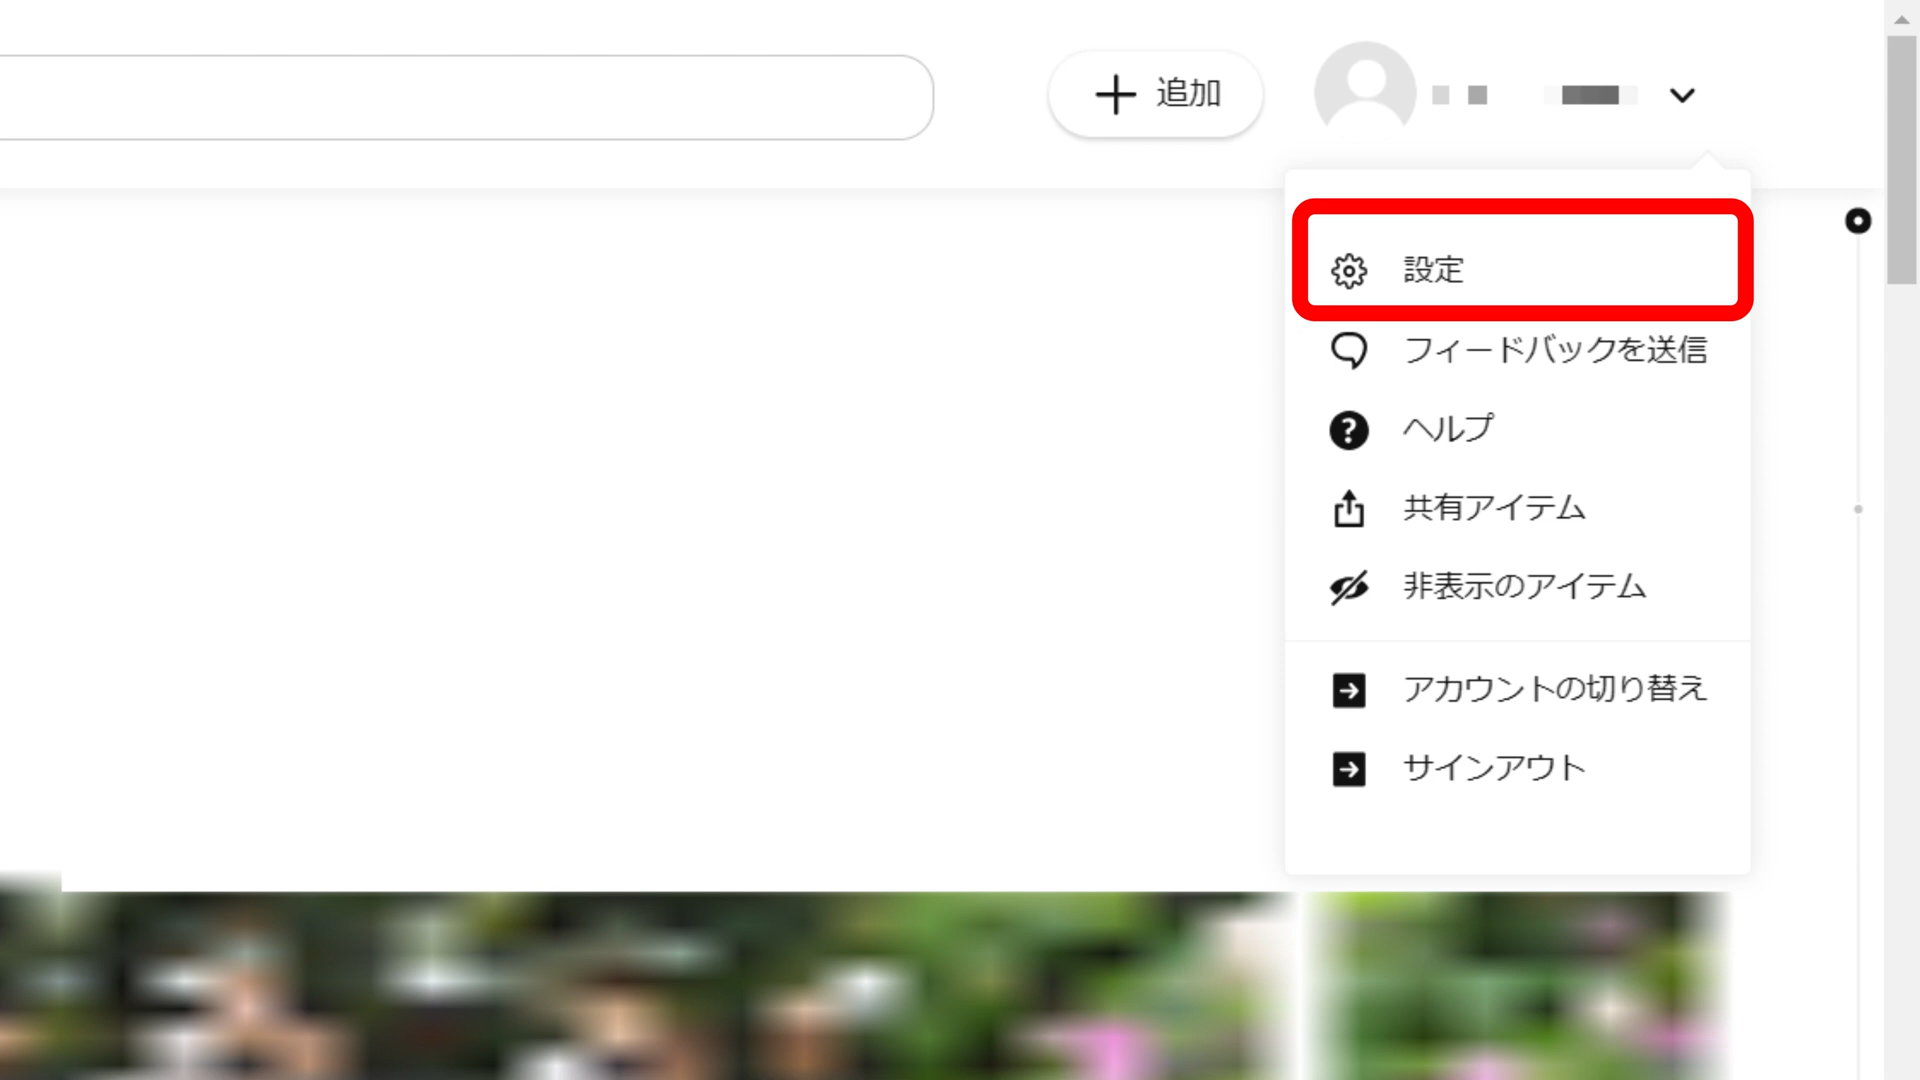 追加
設定
フィードバックを送信
ヘルプ
共有アイテム
非表示のアイテム
アカウントの切り替え
サインアウト